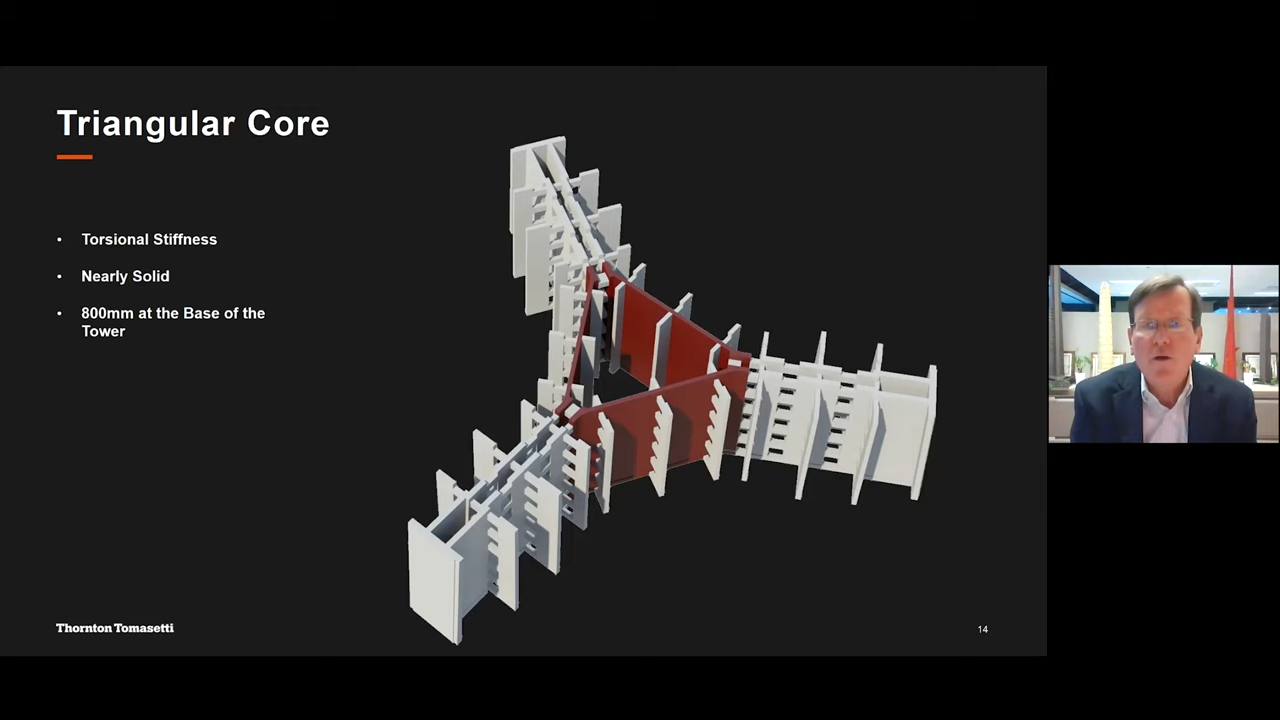 Triangular Core
• Torsional Stiffness
• Nearly Solid
• 800mm at the Base of the
Tower
Thornton Tomasetti
14